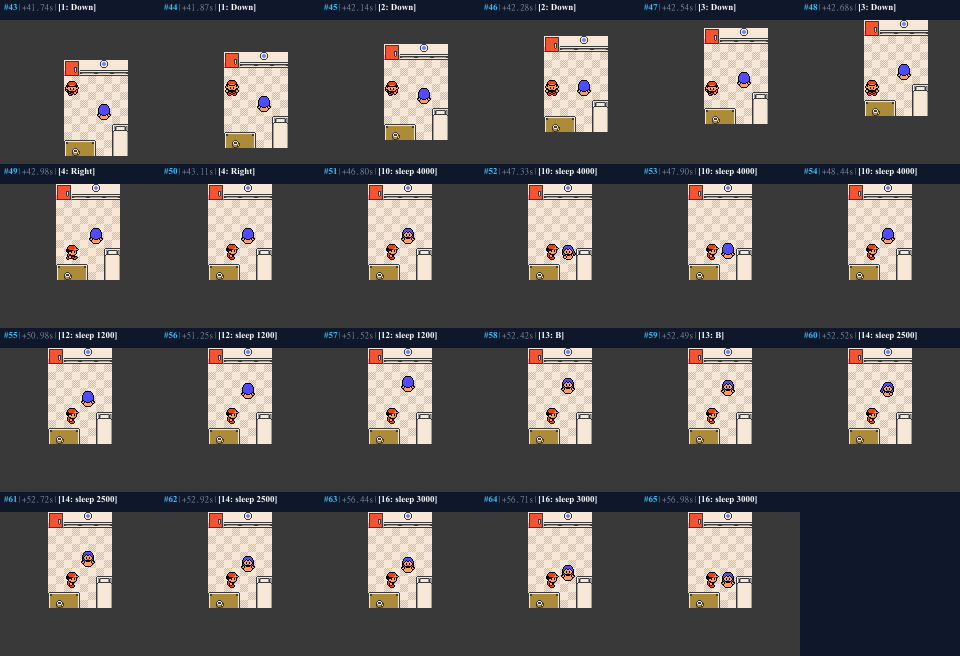 #43|+41.74s|[1: Down]
#44|+41.87s|[1: Down]
#45|+42.14s|[2: Down]
#46|+42.28s|[2: Down]
#47|+42.54s|[3: Down]
#48|+42.68s|[3: Down]
#49|+42.98s|[4: Right]
#50|+43.11s|[4: Right]
#51|+46.80s|[10: sleep 4000]
#52|+47.33s|[10: sleep 4000]
#53|+47.90s|[10: sleep 4000]
#54|+48.44s|[10: sleep 4000]
#55|+50.98s|[12: sleep 1200]
#56|+51.25s|[12: sleep 1200]
#57|+51.52s|[12: sleep 1200]
#58|+52.42s|[13: B]
#59|+52.49s|[13: B]
#60|+52.52s|[14: sleep 2500]
#61|+52.72s|[14: sleep 2500]
#62|+52.92s|[14: sleep 2500]
#63|+56.44s|[16: sleep 3000]
#64|+56.71s|[16: sleep 3000]
#65|+56.98s|[16: sleep 3000]